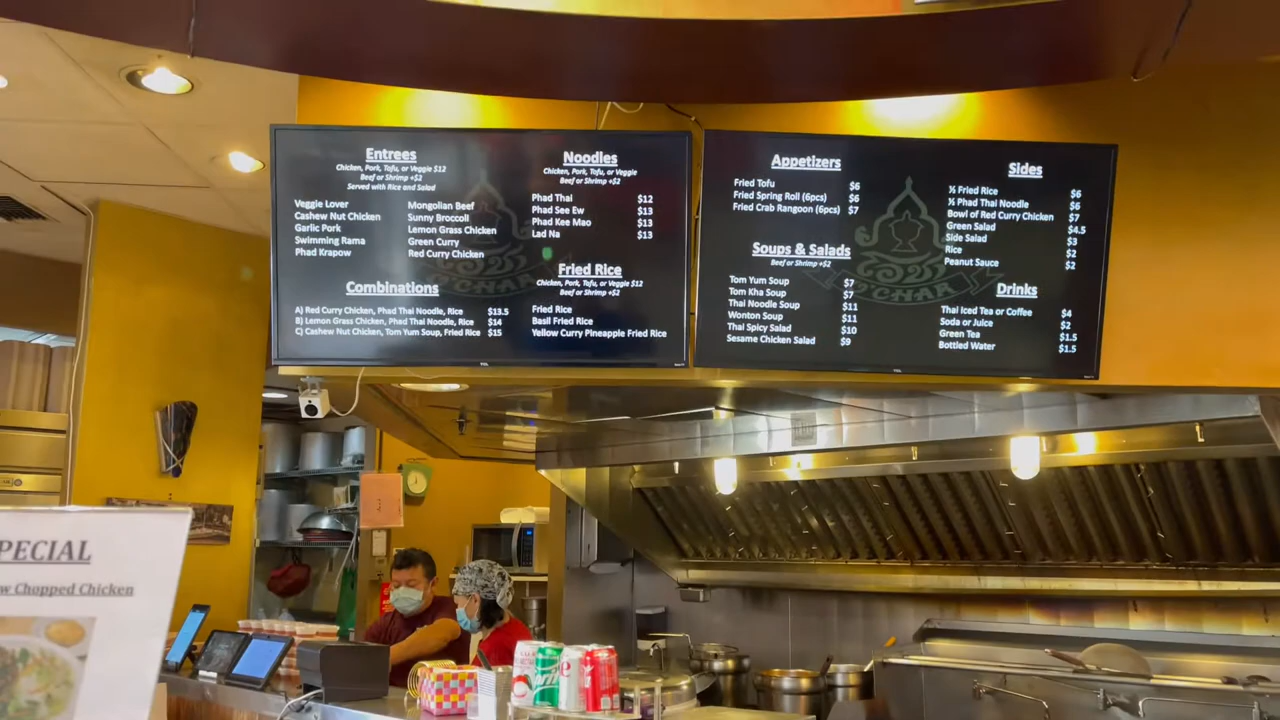 Entrees
Chicken, Pork, Tofu, or Veggie $12
Beef or Shrimp +$2
Served with Rice and Salad
Veggie Lover
Cashew Nut Chicken
Garlic Pork
Swimming Rama
Phad Krapow
Mongolian Beef
Sunny Broccoli
Lemon Grass Chicken
Green Curry
Red Curry Chicken
Combinations
A) Red Curry Chicken, Phad Thai Noodle, Rice $13.5
B) Lemon Grass Chicken, Phad Thai Noodle, Rice $14
C) Cashew Nut Chicken, Tom Yum Soup, Fried Rice $15
Noodles
Chicken, Pork, Tofu, or Veggie
Beef or Shrimp +$2
Phad Thai $12
Phad See Ew $13
Phad Kee Mao $13
Lad Na $13
Fried Rice
Chicken, Pork, Tofu, or Veggie $12
Beef or Shrimp +$2
Fried Rice
Basil Fried Rice
Yellow Curry Pineapple Fried Rice
Appetizers
Fried Tofu $6
Fried Spring Roll (6pcs) $6
Fried Crab Rangoon (6pcs) $7
Soups & Salads
Beef or Shrimp +$2
Tom Yum Soup $7
Tom Kha Soup $7
Thai Noodle Soup $11
Wonton Soup $11
Thai Spicy Salad $10
Sesame Chicken Salad $9
Sides
½ Fried Rice $6
½ Phad Thai Noodle $6
Bowl of Red Curry Chicken $7
Green Salad $4.5
Side Salad $3
Rice $2
Peanut Sauce $2
Drinks
Thai Iced Tea or Coffee $4
Soda or Juice $2
Green Tea $1.5
Bottled Water $1.5
O'CHAR
PECIAL
w Chopped Chicken